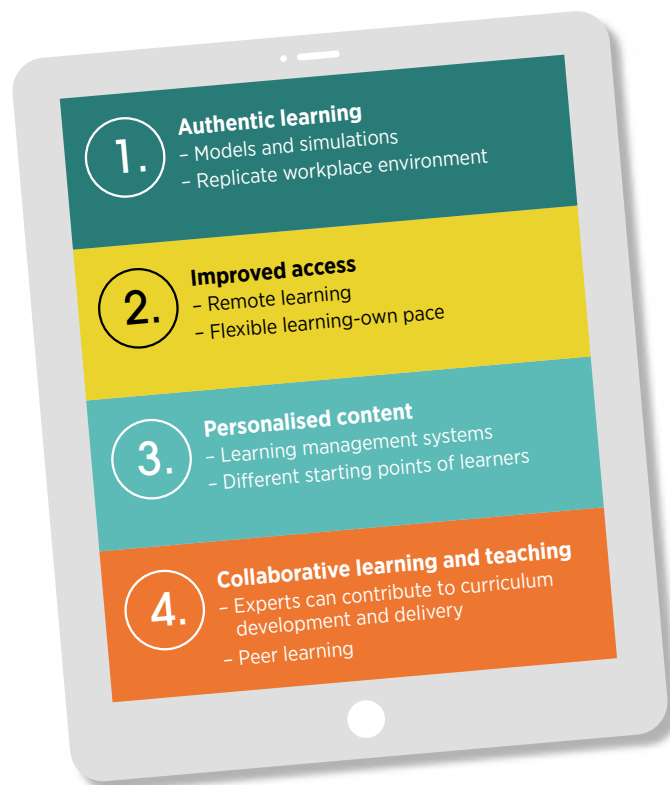 1.
Authentic learning
– Models and simulations
– Replicate workplace environment
2.
Improved access
– Remote learning
– Flexible learning-own pace
3.
Personalised content
– Learning management systems
– Different starting points of learners
4.
Collaborative learning and teaching
– Experts can contribute to curriculum
development and delivery
– Peer learning